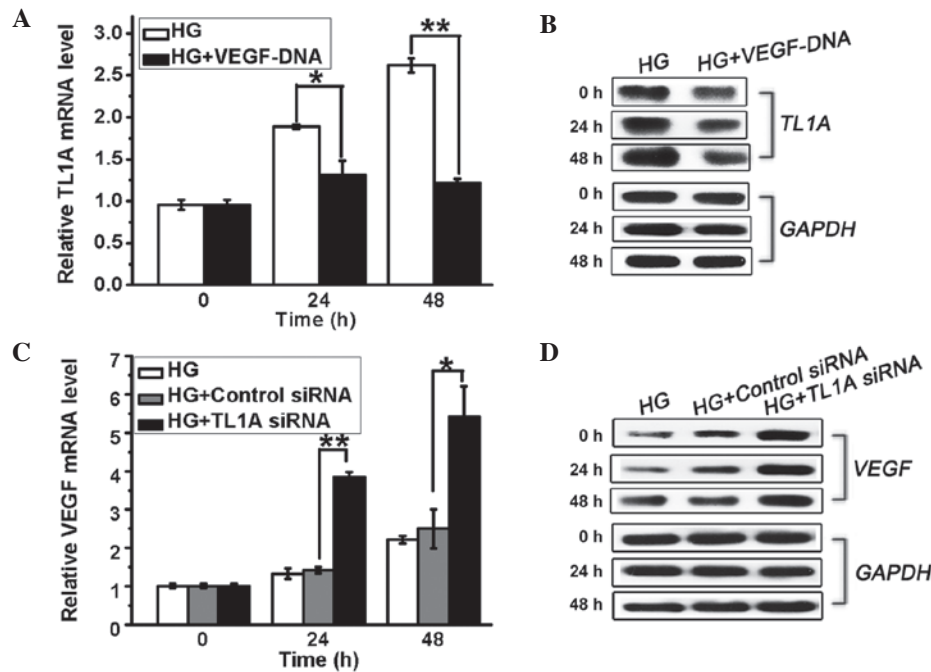 A
Relative TL1A mRNA level
HG
HG+VEGF-DNA
3.0
2.5
2.0
1.5
1.0
0.5
0.0
*
**
0
24
48
Time (h)
B
HG
HG+VEGF-DNA
0 h
24 h
48 h
TL1A
0 h
24 h
48 h
GAPDH
C
Relative VEGF mRNA level
HG
HG+Control siRNA
HG+TL1A siRNA
7
6
5
4
3
2
1
0
**
*
0
24
48
Time (h)
D
HG
HG+Control siRNA
HG+TL1A siRNA
0 h
24 h
48 h
VEGF
0 h
24 h
48 h
GAPDH